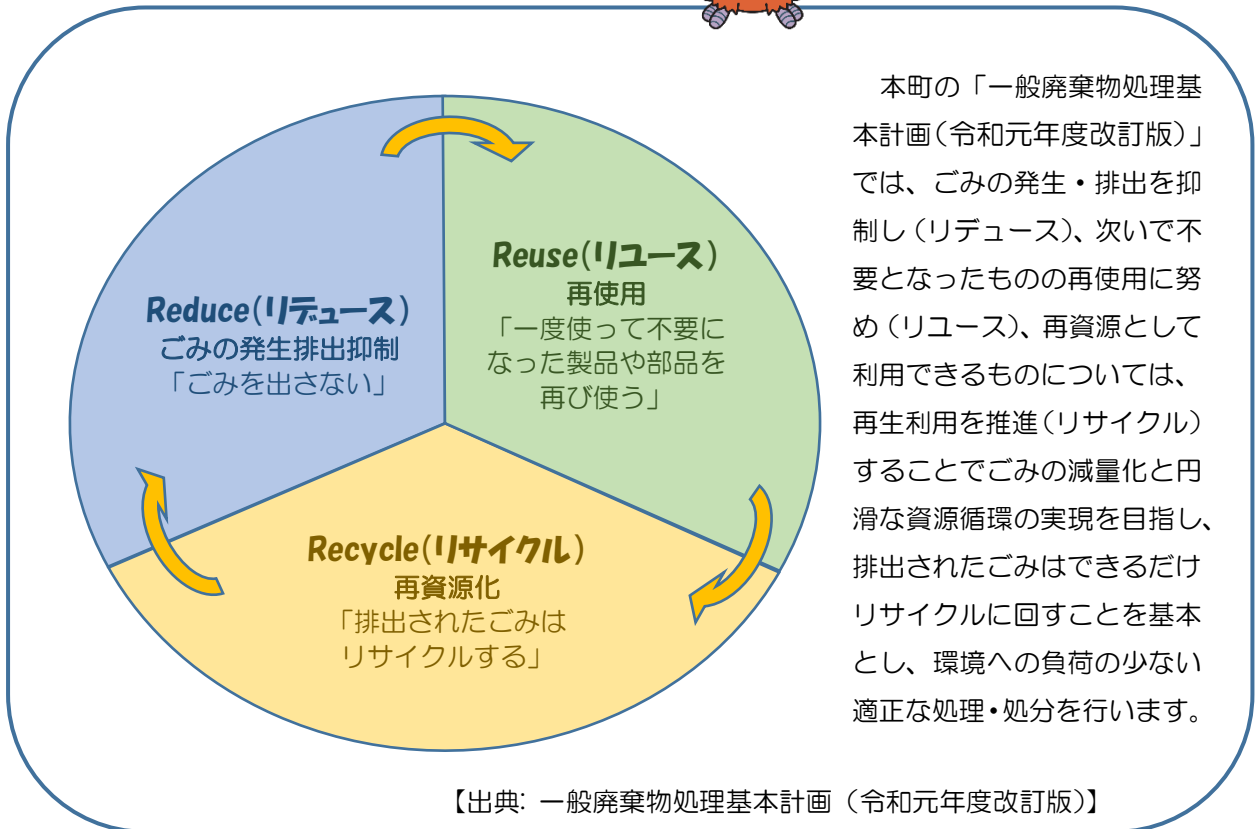 Reduce(リデュース)
ごみの発生排出抑制
「ごみを出さない」
Reuse(リユース)
再使用
「一度使って不要に
なった製品や部品を
再び使う」
Recycle(リサイクル)
再資源化
「排出されたごみは
リサイクルする」
本町の「一般廃棄物処理基
本計画(令和元年度改訂版)」
では、ごみの発生・排出を抑
制し(リデュース)、次いで不
要となったものの再使用に努
め(リユース)、再資源として
利用できるものについては、
再生利用を推進(リサイクル)
することでごみの減量化と円
滑な資源循環の実現を目指し、
排出されたごみはできるだけ
リサイクルに回すことを基本
とし、環境への負荷の少ない
適正な処理・処分を行います。
【出典: 一般廃棄物処理基本計画(令和元年度改訂版)】